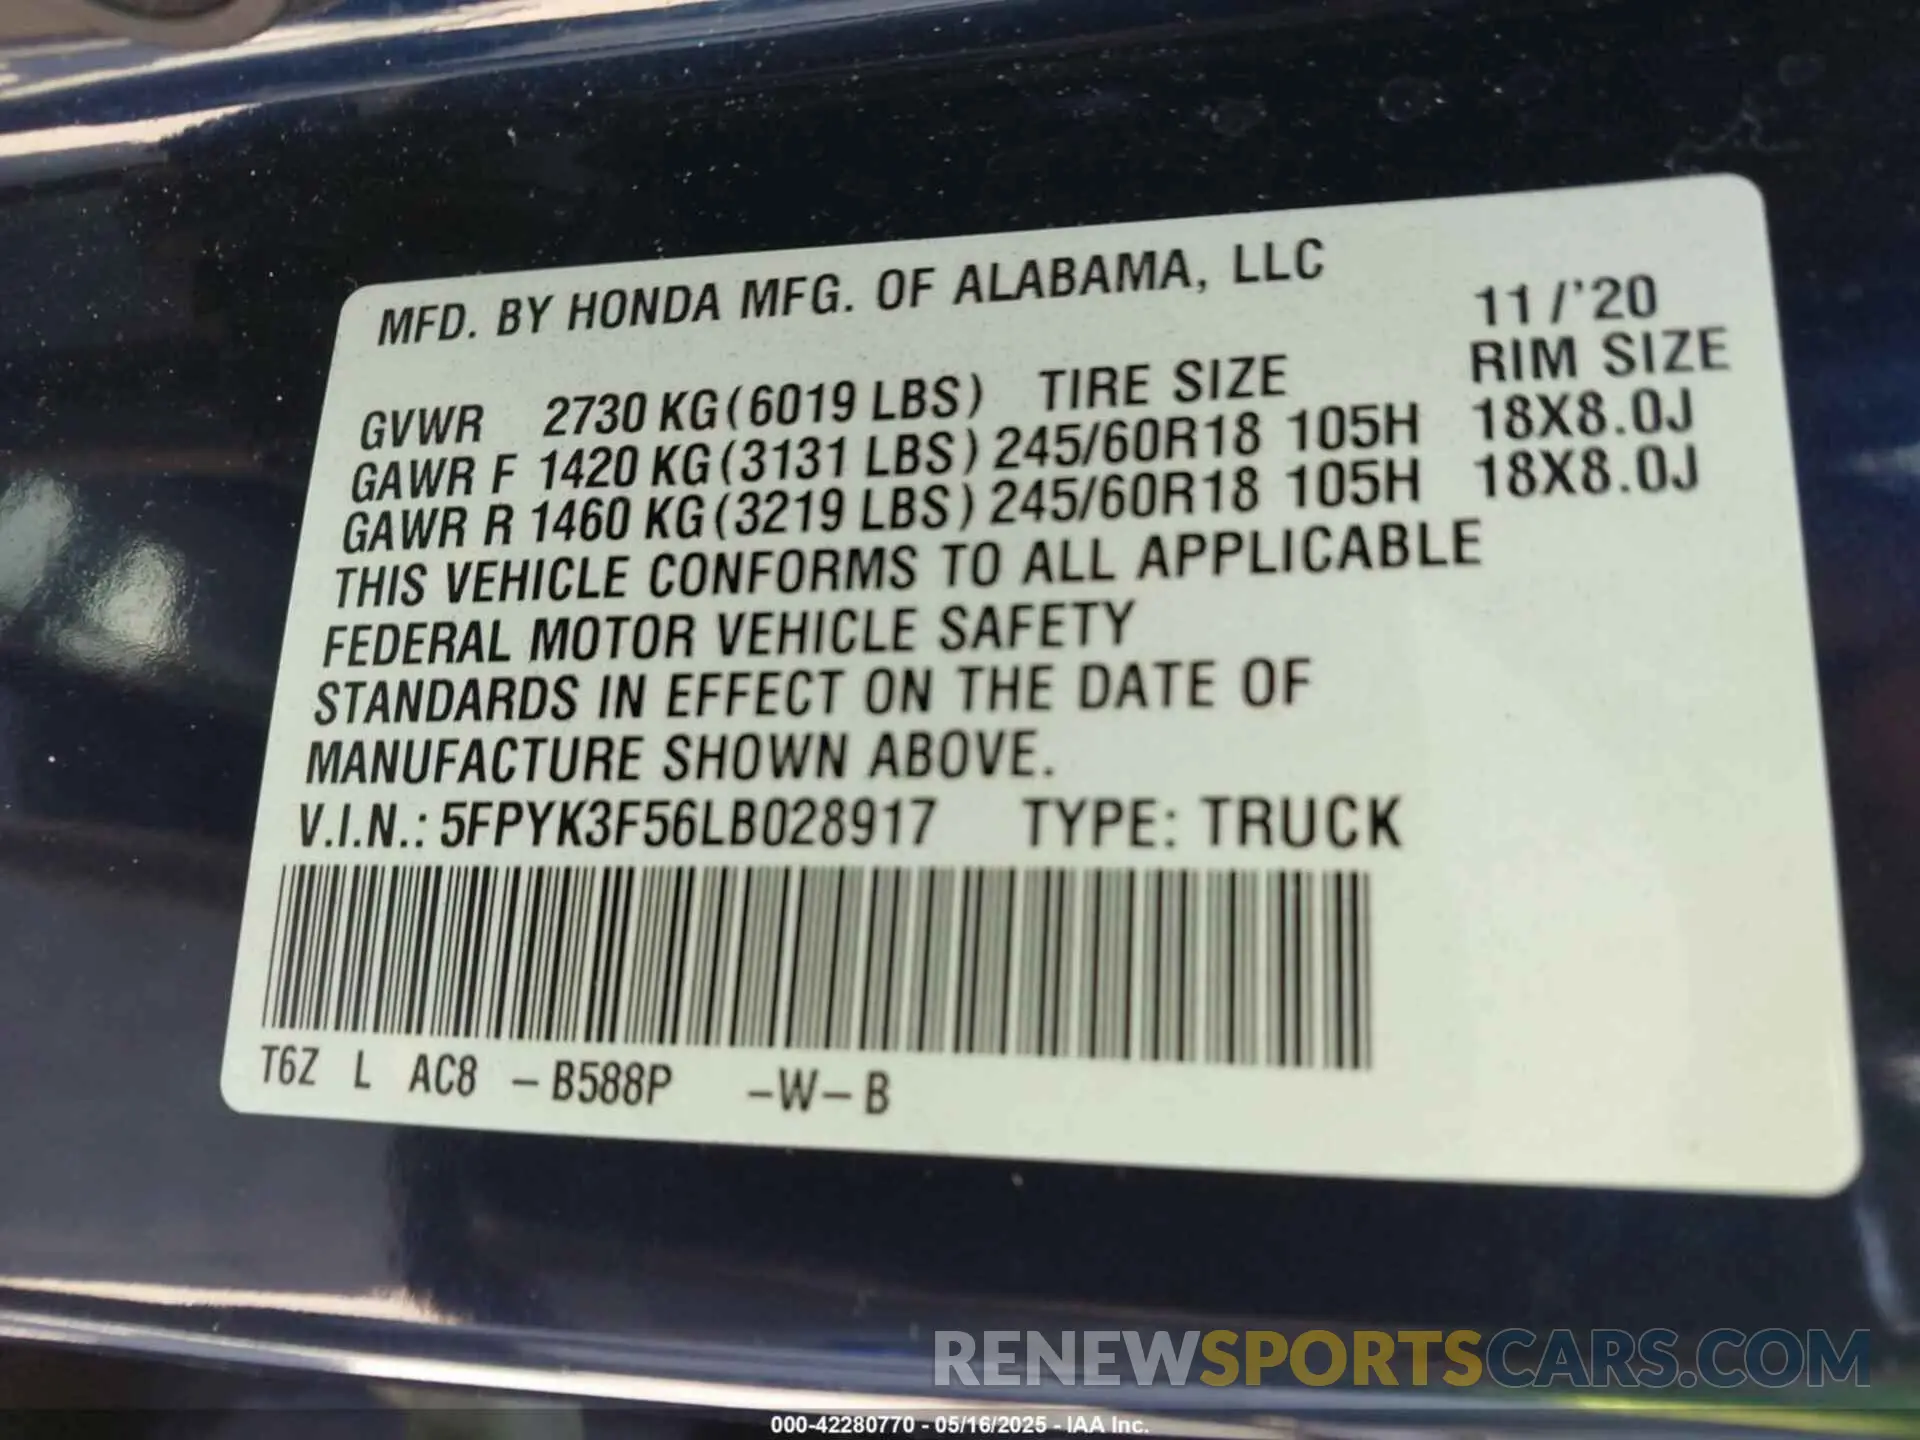 MFD. BY HONDA MFG. OF ALABAMA, LLC 11/'20
GVWR 2730 KG (6019 LBS) TIRE SIZE RIM SIZE
GAWR F 1420 KG (3131 LBS) 245/60R18 105H 18X8.0J
GAWR R 1460 KG (3219 LBS) 245/60R18 105H 18X8.0J
THIS VEHICLE CONFORMS TO ALL APPLICABLE
FEDERAL MOTOR VEHICLE SAFETY
STANDARDS IN EFFECT ON THE DATE OF
MANUFACTURE SHOWN ABOVE.
V.I.N.: 5FPYK3F56LB028917 TYPE: TRUCK
T6Z L AC8 - B588P -W- B
RENEWSPORTSCARS.COM
000-42280770 - 05/16/2025 - IAA Inc.